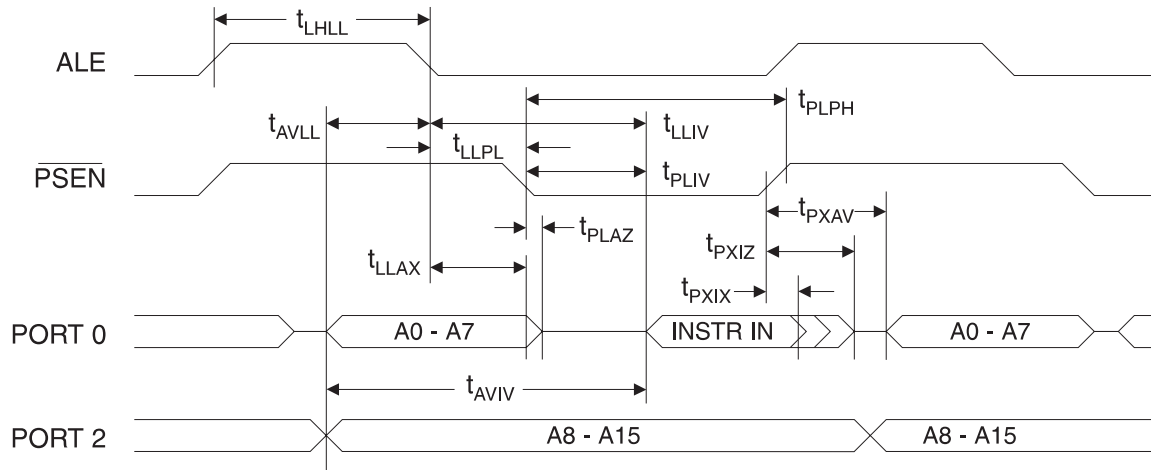 tLHLL
ALE
tPLPH
tAVLL
tLLIV
tLLPL
PSEN
tPLIV
tPXAV
tPLAZ
tPXIZ
tLLAX
tPXIX
PORT 0
A0 - A7
INSTR IN
A0 - A7
tAVIV
PORT 2
A8 - A15
A8 - A15